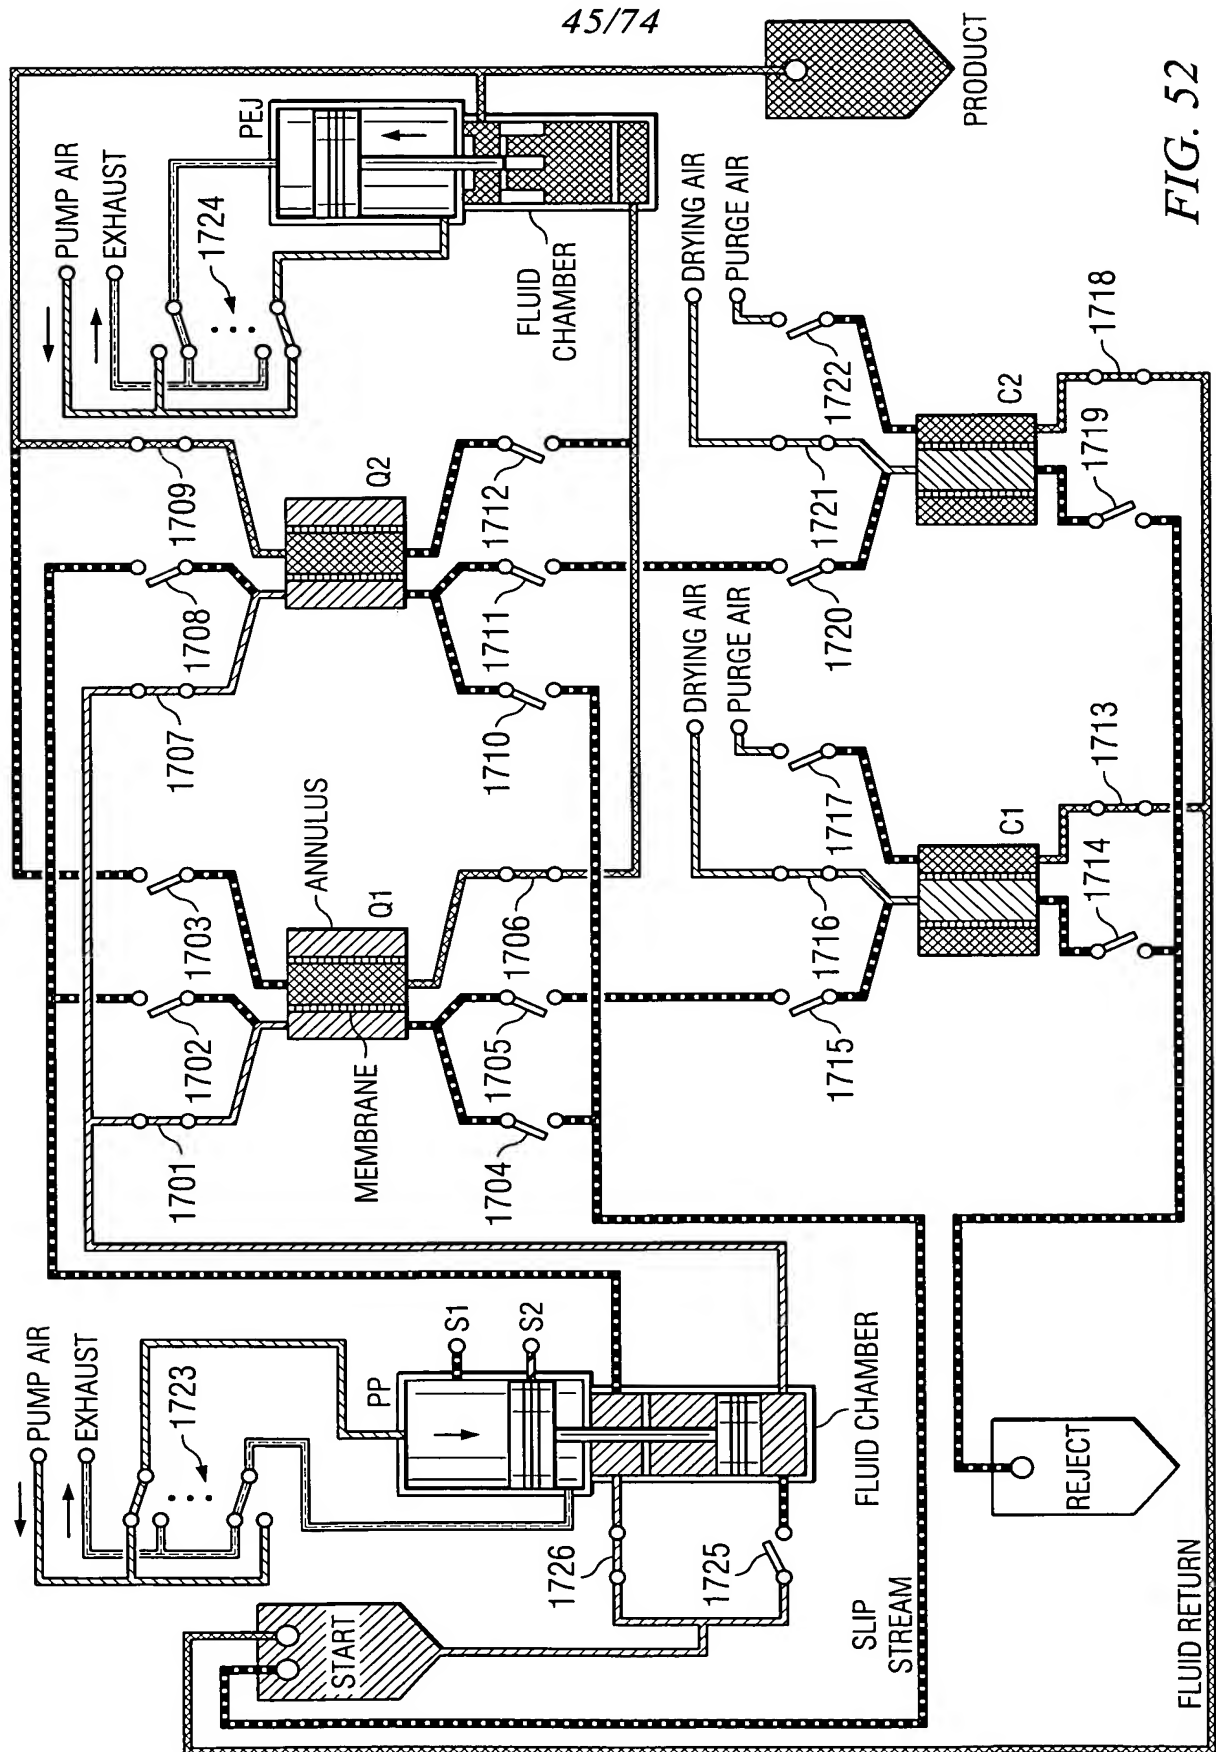 45/74
PUMP AIR
EXHAUST
1723
START
1726
1725
SLIP
STREAM
FLUID RETURN
PP
S1
S2
FLUID CHAMBER
REJECT
1701
1702
1703
MEMBRANE
ANNULUS
Q1
1704
1705
1706
1707
1708
1709
Q2
1710
1711
1712
PUMP AIR
EXHAUST
1724
PEJ
FLUID
CHAMBER
PRODUCT
DRYING AIR
PURGE AIR
1715
1716
1717
C1
1714
1713
DRYING AIR
PURGE AIR
1720
1721
1722
C2
1719
1718
FIG. 52